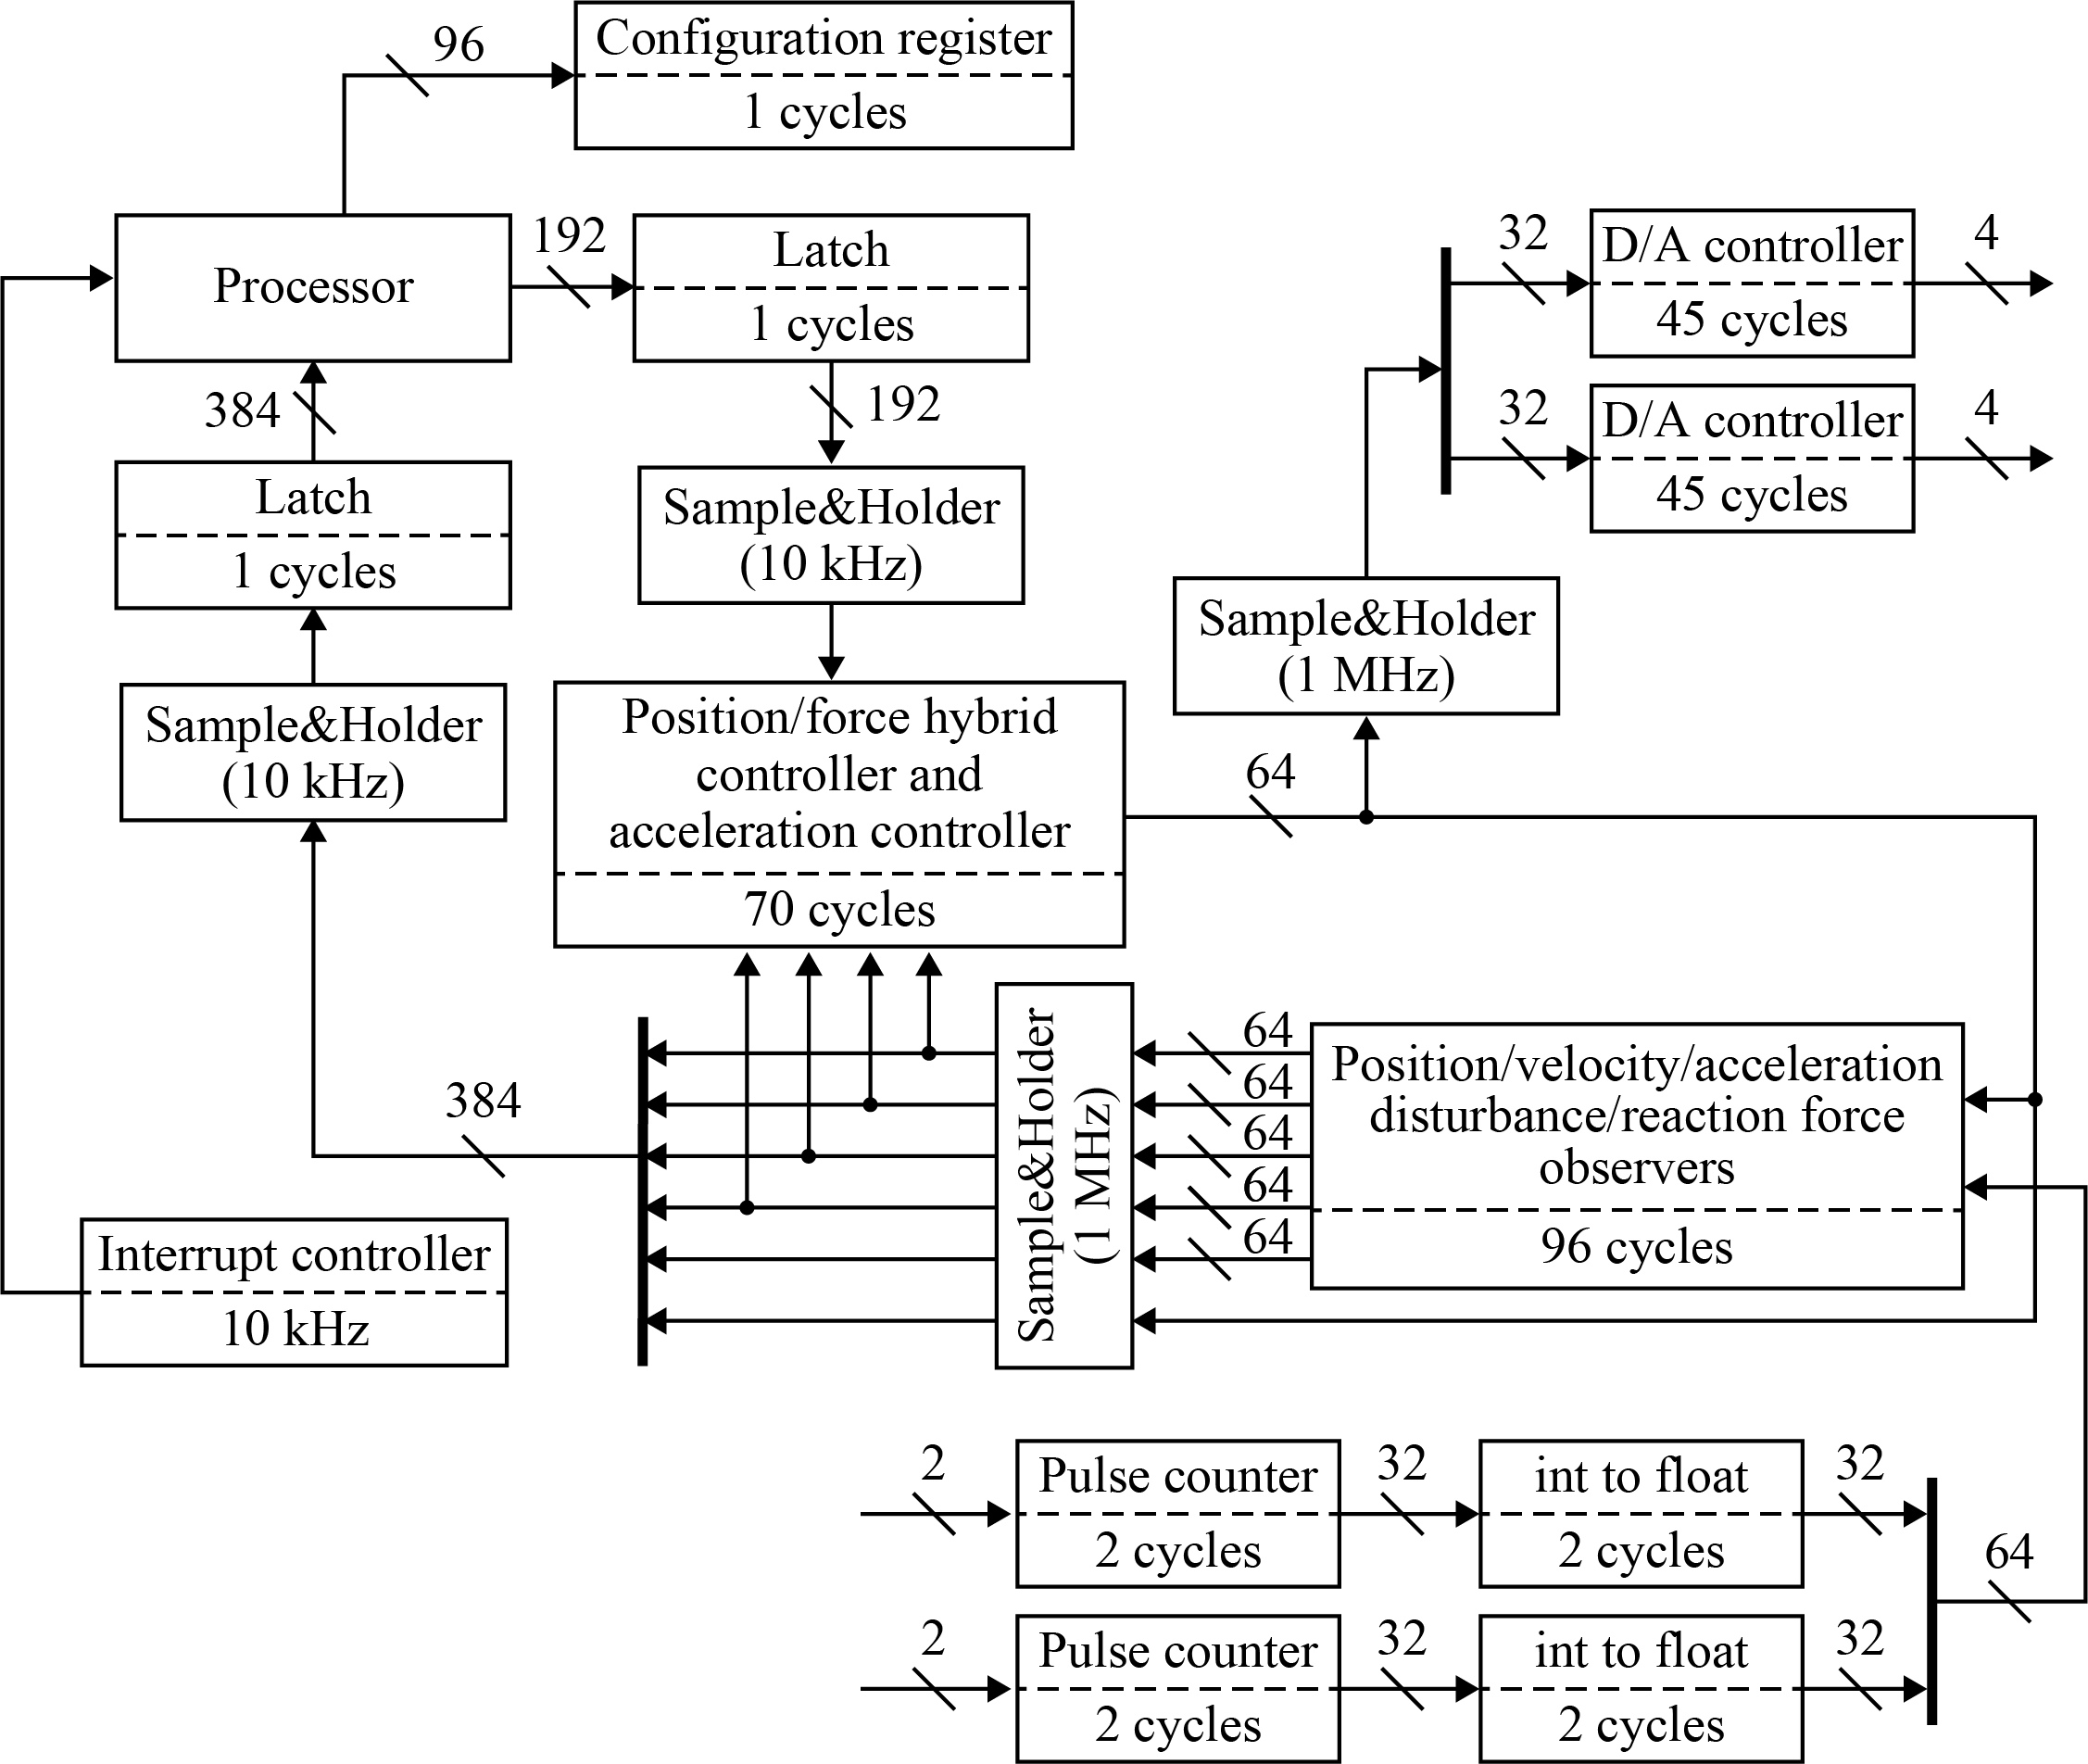 96
Configuration register
1 cycles
Processor
192
Latch
1 cycles
32
D/A controller
45 cycles
4
384
192
32
D/A controller
45 cycles
4
Latch
1 cycles
Sample&Holder
(10 kHz)
Sample&Holder
(1 MHz)
Sample&Holder
(10 kHz)
Position/force hybrid
controller and
acceleration controller
70 cycles
64
384
Sample&Holder
(1 MHz)
64
64
64
64
64
Position/velocity/acceleration
disturbance/reaction force
observers
96 cycles
Interrupt controller
10 kHz
2
Pulse counter
2 cycles
32
int to float
2 cycles
32
64
2
Pulse counter
2 cycles
32
int to float
2 cycles
32